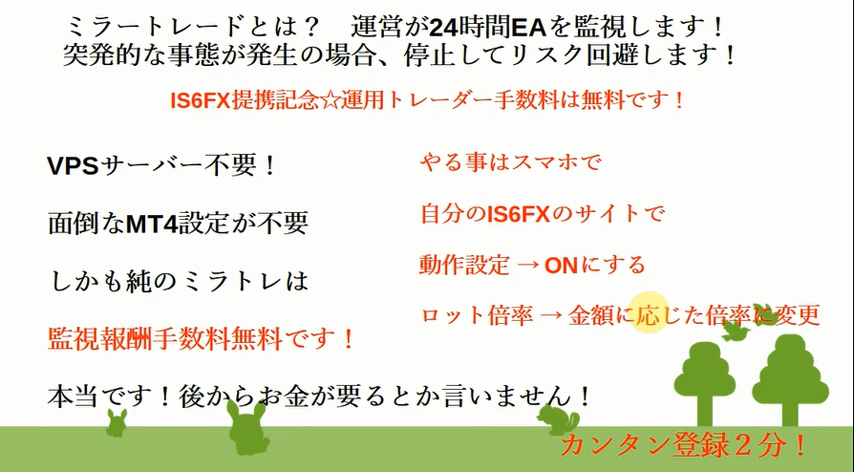 ミラートレードとは？　運営が24時間EAを監視します！
突発的な事態が発生の場合、停止してリスク回避します！
IS6FX提携記念☆運用トレーダー手数料は無料です！
VPSサーバー不要！
面倒なMT4設定が不要
しかも純のミラトレは
監視報酬手数料無料です！
本当です！後からお金が要るとか言いません！
やる事はスマホで
自分のIS6FXのサイトで
動作設定 → ONにする
ロット倍率 → 金額に応じた倍率に変更
カンタン登録２分！